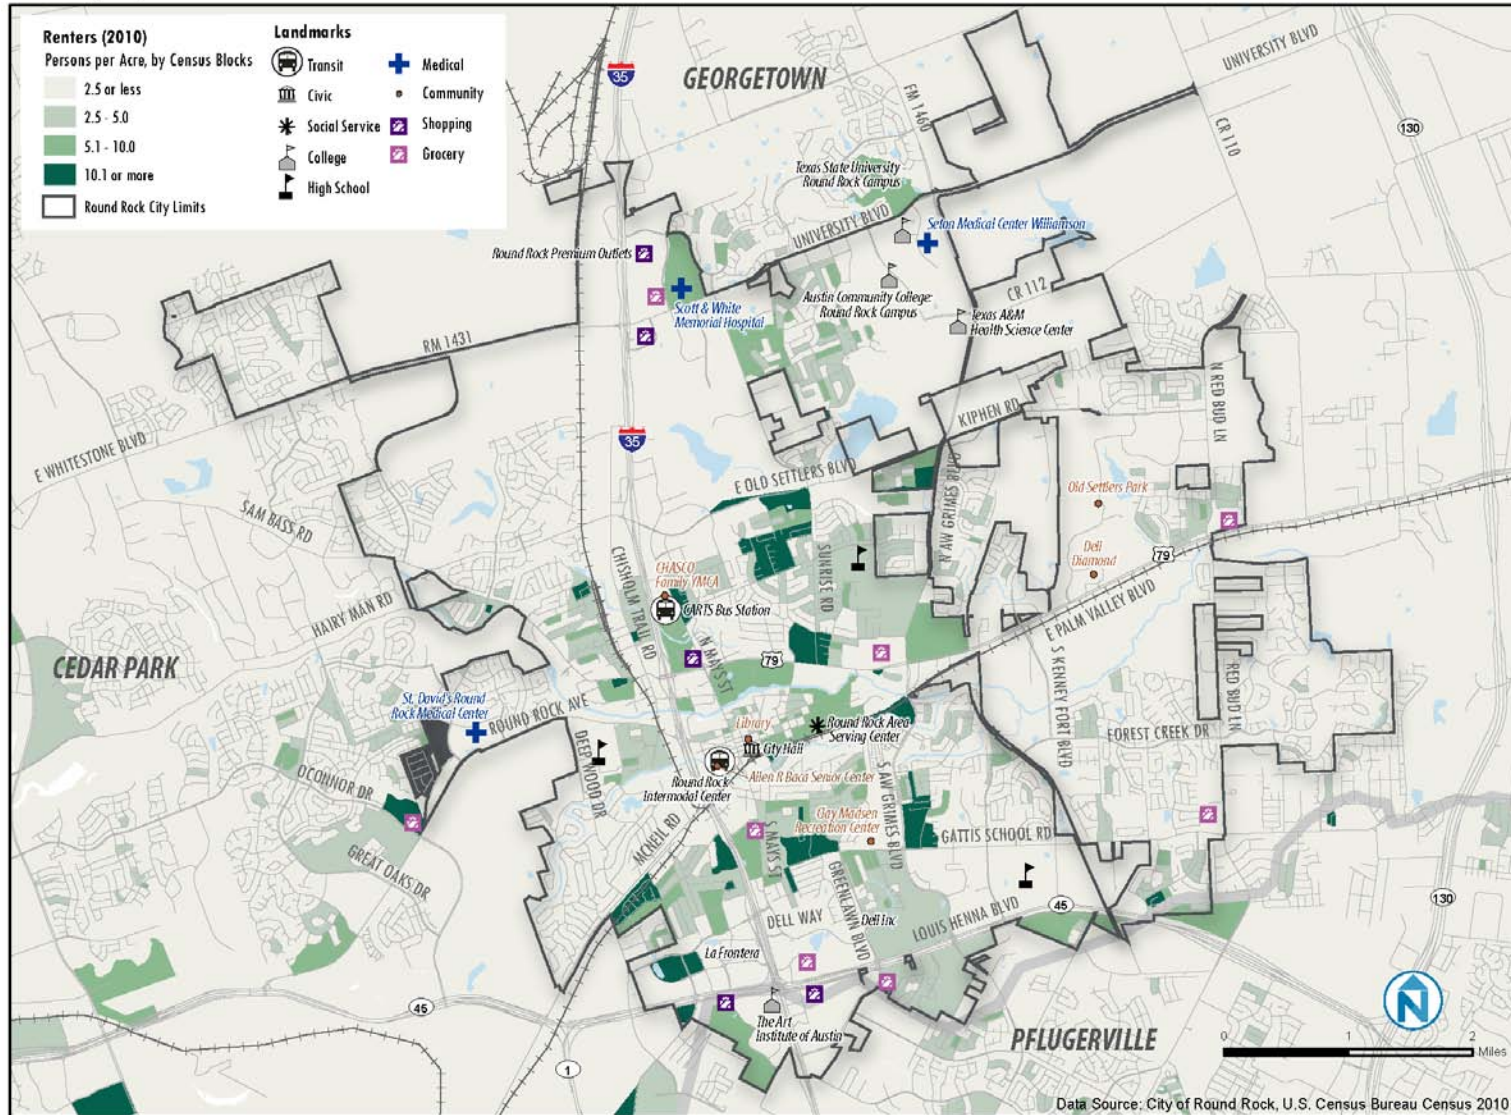 Renters (2010)
Persons per Acre, by Census Blocks
2.5 or less
2.5 - 5.0
5.1 - 10.0
10.1 or more
Round Rock City Limits
Landmarks
Transit
Civic
Social Service
College
High School
Medical
Community
Shopping
Grocery
35
GEORGETOWN
UNIVERSITY BLVD
FM 1460
CR 110
130
Texas State University
Round Rock Campus
UNIVERSITY BLVD
Seton Medical Center Williamson
Round Rock Premium Outlets
Scott & White
Memorial Hospital
Austin Community College:
Round Rock Campus
CR 112
Texas A&M
Health Science Center
RM 1431
N RED BUD LN
KIPHEN RD
35
E WHITESTONE BLVD
E OLD SETTLERS BLVD
N AW GRIMES BLVD
Old Settlers Park
SAM BASS RD
Dell
Diamond
79
CHISHOLM TRAIL RD
CHASCO
Family YMCA
CARTS Bus Station
SUNRISE RD
HAIRY MAN RD
E PALM VALLEY BLVD
N MAYS ST
79
CEDAR PARK
S KENNEY FORT BLVD
RED BUD LN
St. David's Round
Rock Medical Center
ROUND ROCK AVE
Library
Round Rock Area
Serving Center
FOREST CREEK DR
DEEPWOOD DR
City Hall
Round Rock
Intermodal Center
Allen R Baca Senior Center
OCONNOR DR
S AW GRIMES BLVD
Clay Madsen
Recreation Center
GATTIS SCHOOL RD
MCNEIL RD
S MAYS ST
GREAT OAKS DR
GREENLAWN BLVD
DELL WAY
Dell Inc
LOUIS HENNA BLVD
45
130
La Frontera
45
The Art
Institute of Austin
PFLUGERVILLE
1
N
0 1 2
Miles
Data Source: City of Round Rock, U.S. Census Bureau Census 2010